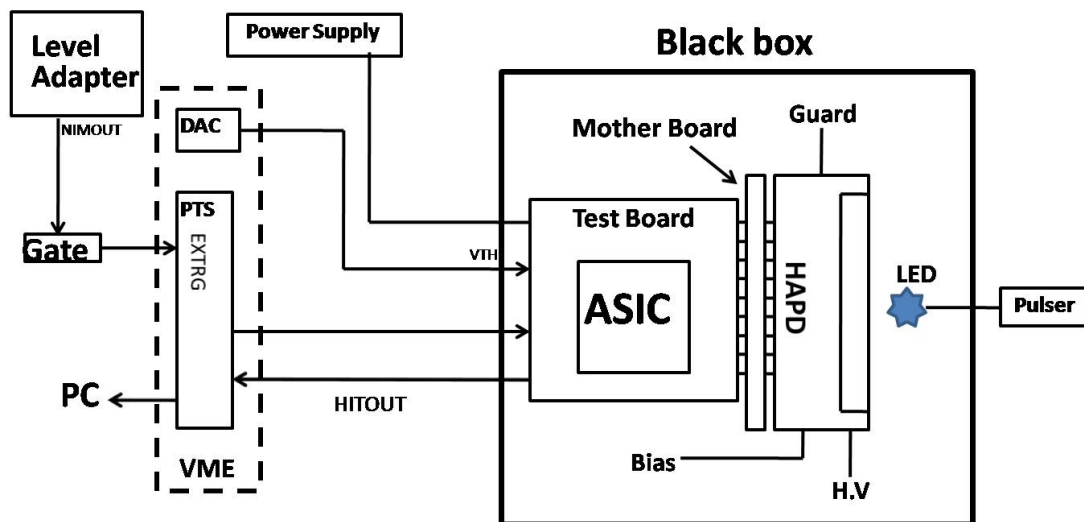 Level
Adapter
Power Supply
Black box
NIMOUT
DAC
Mother Board
Guard
PTS
EXTRG
Gate
Test Board
VTH
ASIC
HAPD
LED
Pulser
PC
HITOUT
VME
Bias
H.V